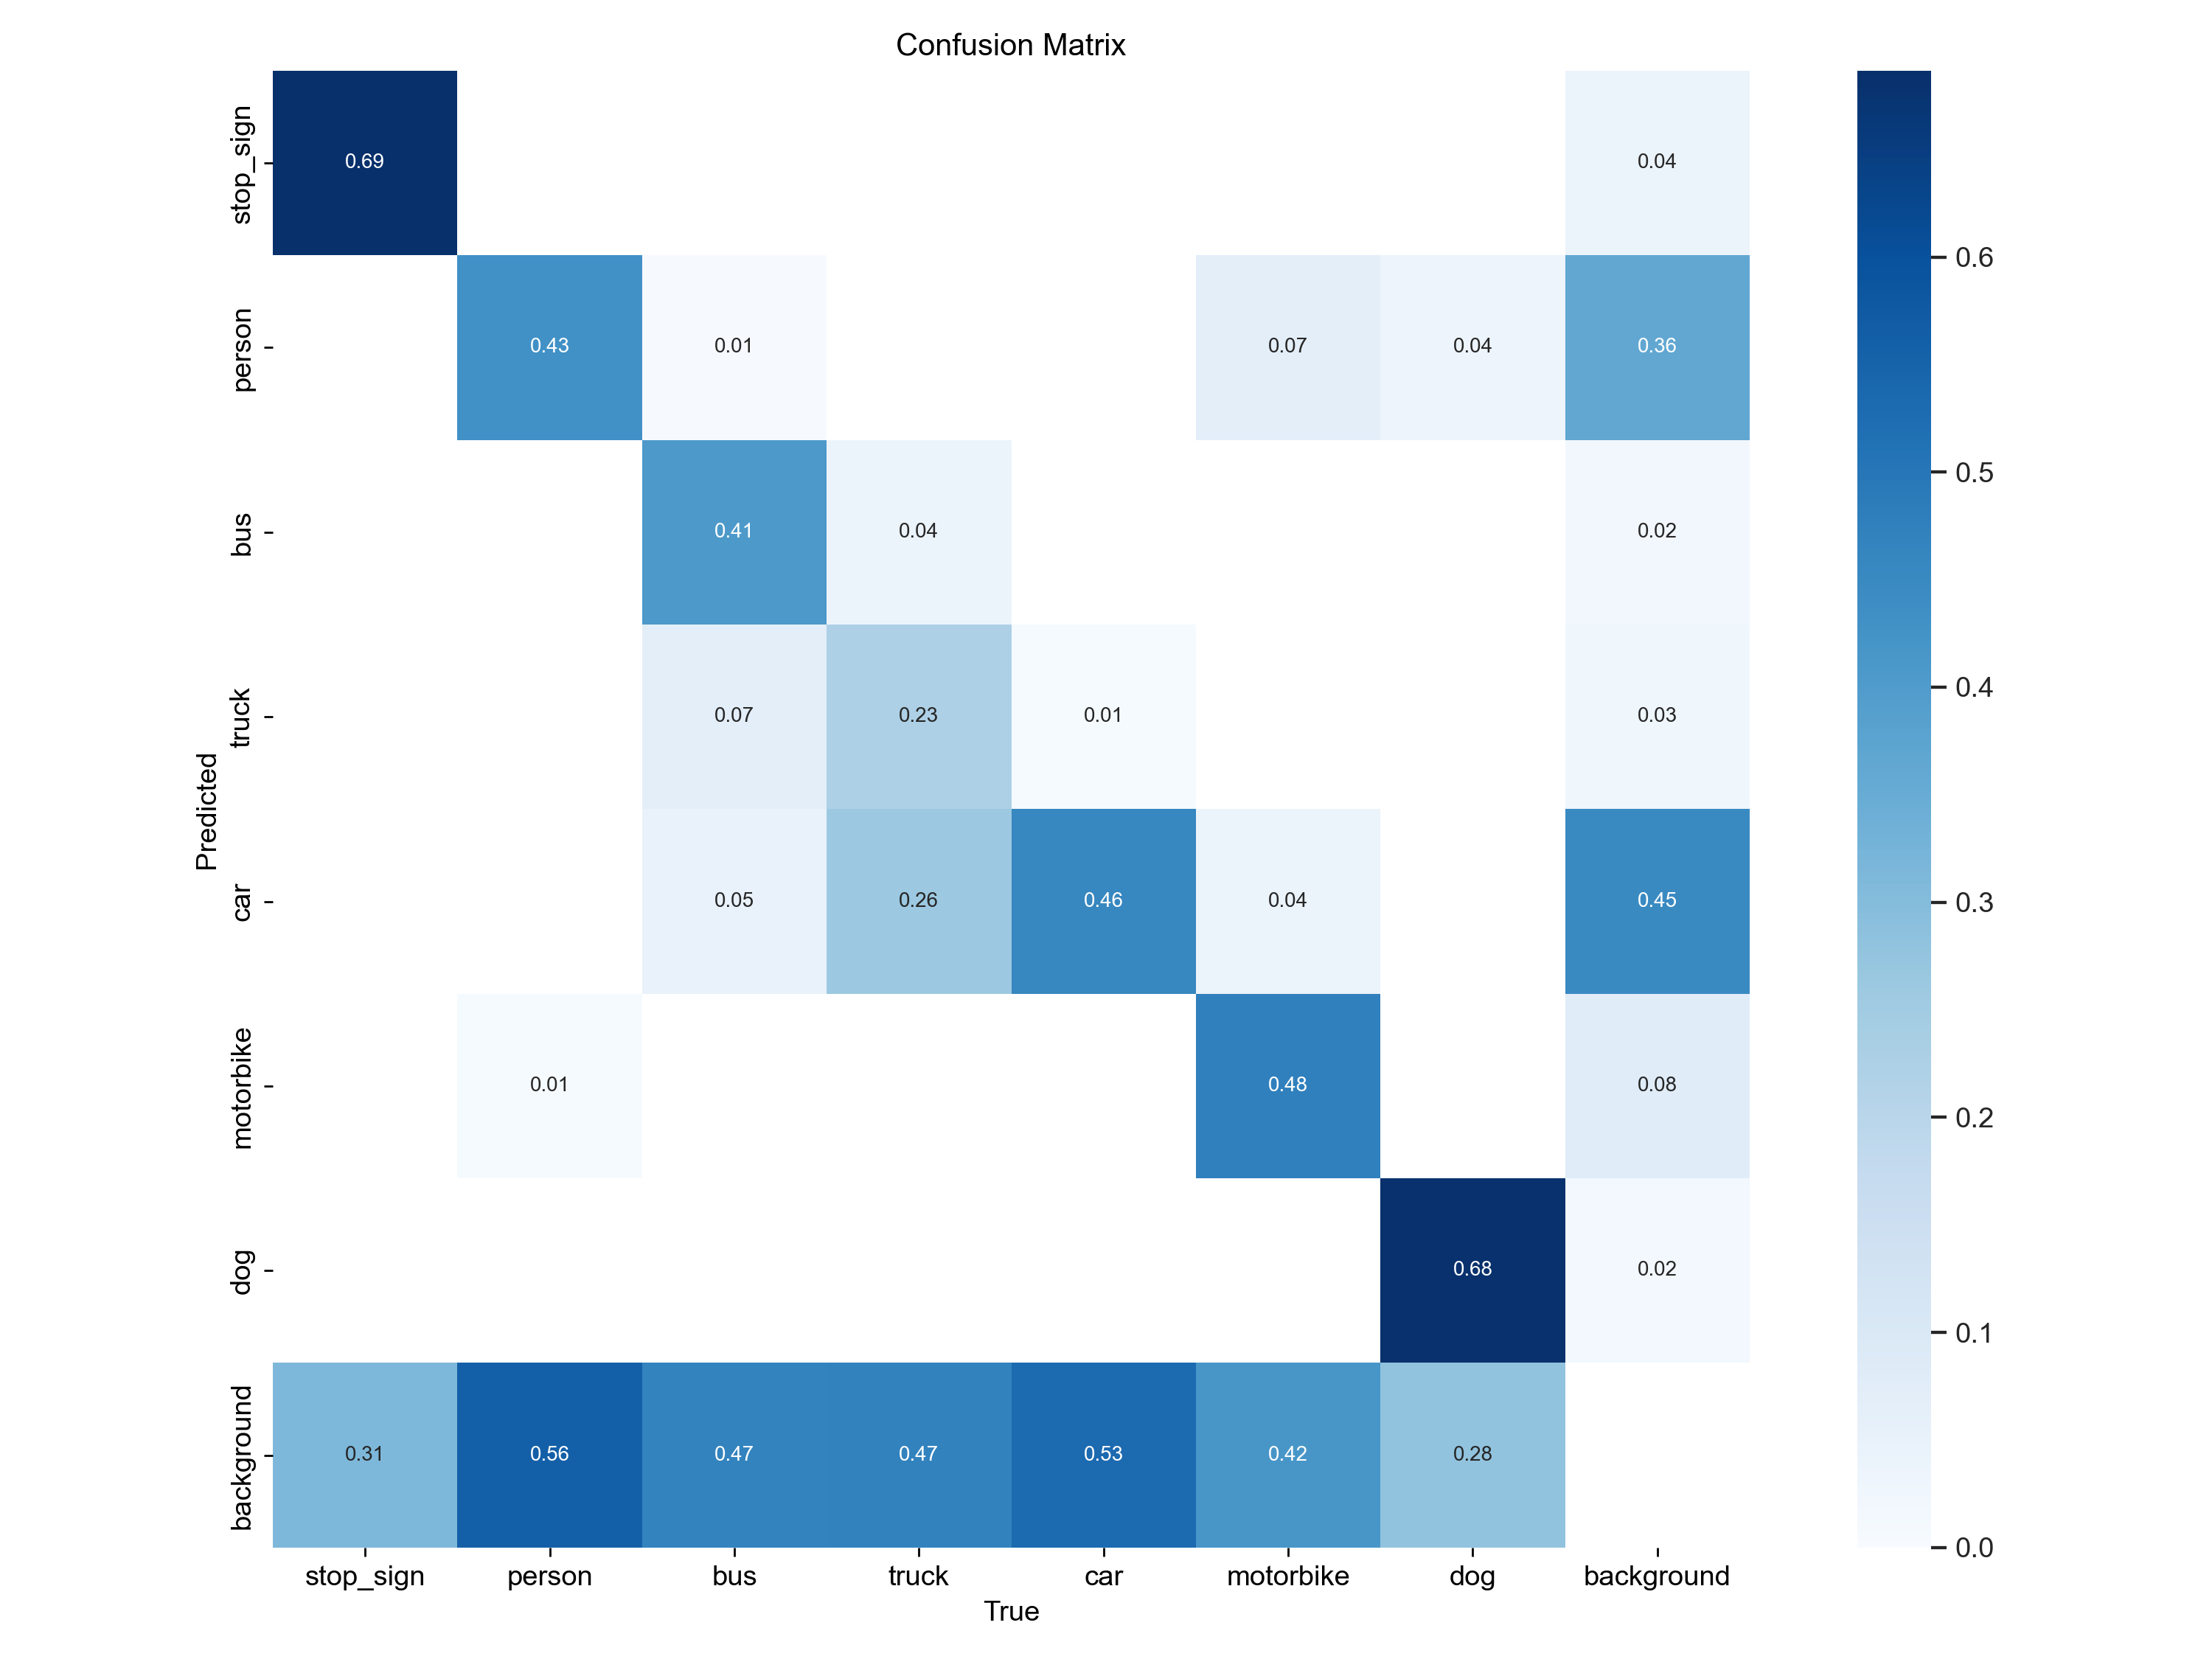 Confusion Matrix
stop_sign 0.69 0.04
person 0.43 0.01 0.07 0.04 0.36
bus 0.41 0.04 0.02
truck 0.07 0.23 0.01 0.03
car 0.05 0.26 0.46 0.04 0.45
motorbike 0.01 0.48 0.08
dog 0.68 0.02
background 0.31 0.56 0.47 0.47 0.53 0.42 0.28
Predicted
stop_sign person bus truck car motorbike dog background
True
0.6
0.5
0.4
0.3
0.2
0.1
0.0